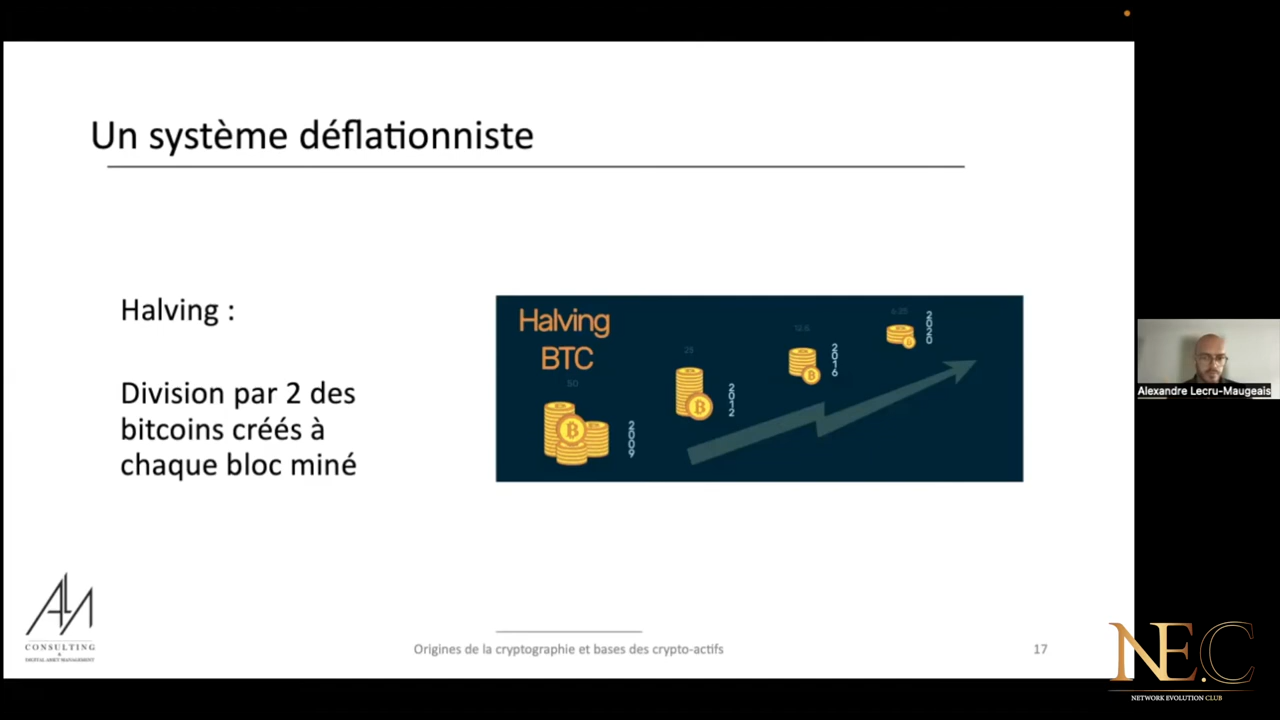 Un système déflationniste
Halving :
Division par 2 des
bitcoins créés à
chaque bloc miné
Halving
BTC
50
2009
25
2012
12.5
2016
6.25
2020
Alexandre Lecru-Maugeais
CONSULTING
&
DIGITAL ASSET MANAGEMENT
Origines de la cryptographie et bases des crypto-actifs
17
NE.C
NETWORK EVOLUTION CLUB